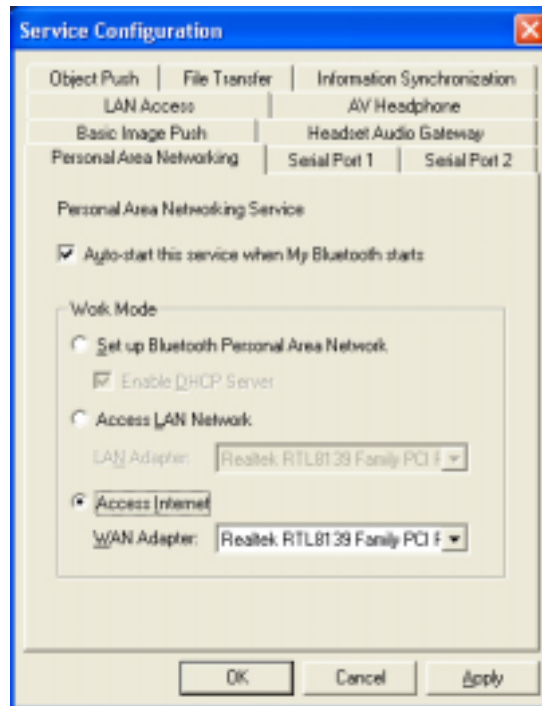 Service Configuration
Object Push
File Transfer
Information Synchronization
LAN Access
AV Headphone
Basic Image Push
Headset Audio Gateway
Personal Area Networking
Serial Port 1
Serial Port 2
Personal Area Networking Service
Auto-start this service when My Bluetooth starts
Work Mode
Set up Bluetooth Personal Area Network
Enable DHCP Server
Access LAN Network
LAN Adapter:
Realtek RTL8139 Family PCI F
Access Internet
WAN Adapter:
Realtek RTL8139 Family PCI F
OK
Cancel
Apply